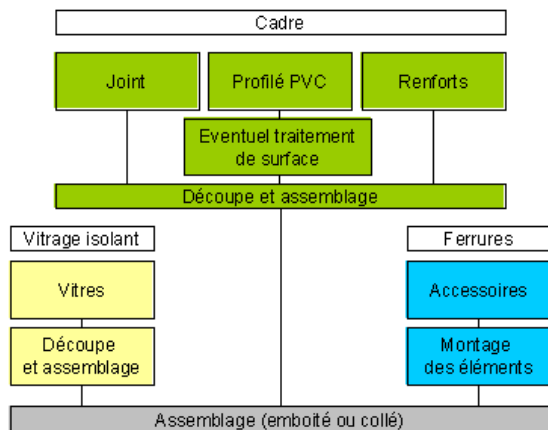 Cadre
Joint
Profilé PVC
Renforts
Eventuel traitement
de surface
Découpe et assemblage
Vitrage isolant
Ferrures
Vitres
Accessoires
Découpe
et assemblage
Montage
des éléments
Assemblage (emboité ou collé)